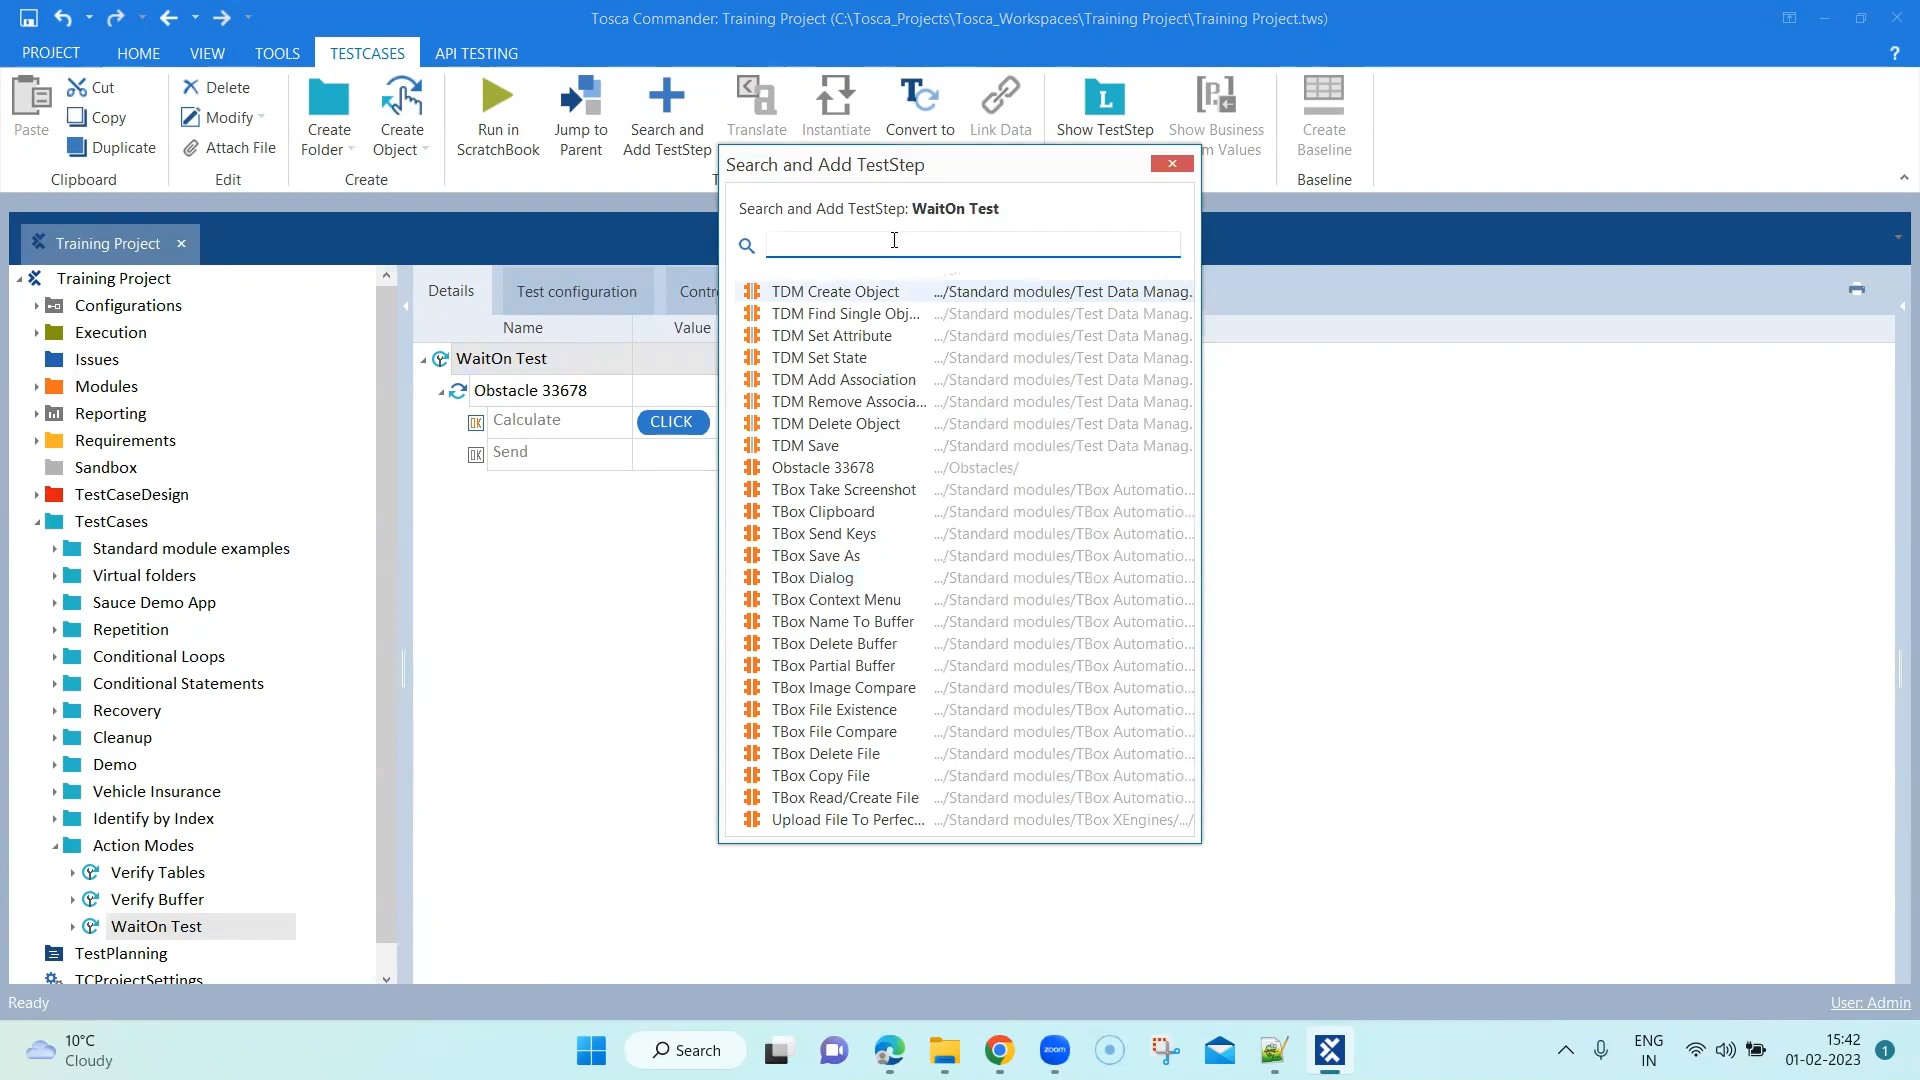 Tosca Commander: Training Project (C:\Tosca_Projects\Tosca_Workspaces\Training Project\Training Project.tws)
PROJECT HOME VIEW TOOLS TESTCASES API TESTING ?
Paste Cut Copy Duplicate Clipboard
Delete Modify Attach File Edit
Create Folder Create Object Create
Run in ScratchBook Jump to Parent Search and Add TestStep Translate Instantiate Convert to Link Data
Show TestStep Show Business
m Values
Create Baseline Baseline
Training Project
Training Project
Configurations
Execution
Issues
Modules
Reporting
Requirements
Sandbox
TestCaseDesign
TestCases
Standard module examples
Virtual folders
Sauce Demo App
Repetition
Conditional Loops
Conditional Statements
Recovery
Cleanup
Demo
Vehicle Insurance
Identify by Index
Action Modes
Verify Tables
Verify Buffer
WaitOn Test
TestPlanning
TCProjectSettings
Details Test configuration Contr
Name Value
WaitOn Test
Obstacle 33678
Calculate CLICK
Send
Search and Add TestStep
Search and Add TestStep: WaitOn Test
TDM Create Object .../Standard modules/Test Data Manag.
TDM Find Single Obj... .../Standard modules/Test Data Manag.
TDM Set Attribute .../Standard modules/Test Data Manag.
TDM Set State .../Standard modules/Test Data Manag.
TDM Add Association .../Standard modules/Test Data Manag.
TDM Remove Associa... .../Standard modules/Test Data Manag.
TDM Delete Object .../Standard modules/Test Data Manag.
TDM Save .../Standard modules/Test Data Manag.
Obstacle 33678 .../Obstacles/
TBox Take Screenshot .../Standard modules/TBox Automatio...
TBox Clipboard .../Standard modules/TBox Automatio...
TBox Send Keys .../Standard modules/TBox Automatio...
TBox Save As .../Standard modules/TBox Automatio...
TBox Dialog .../Standard modules/TBox Automatio...
TBox Context Menu .../Standard modules/TBox Automatio...
TBox Name To Buffer .../Standard modules/TBox Automatio...
TBox Delete Buffer .../Standard modules/TBox Automatio...
TBox Partial Buffer .../Standard modules/TBox Automatio...
TBox Image Compare .../Standard modules/TBox Automatio...
TBox File Existence .../Standard modules/TBox Automatio...
TBox File Compare .../Standard modules/TBox Automatio...
TBox Delete File .../Standard modules/TBox Automatio...
TBox Copy File .../Standard modules/TBox Automatio...
TBox Read/Create File .../Standard modules/TBox Automatio...
Upload File To Perfec... .../Standard modules/TBox XEngines/.../
Ready User: Admin
10°C
Cloudy
Search
zoom
ENG
IN
15:42
01-02-2023
1